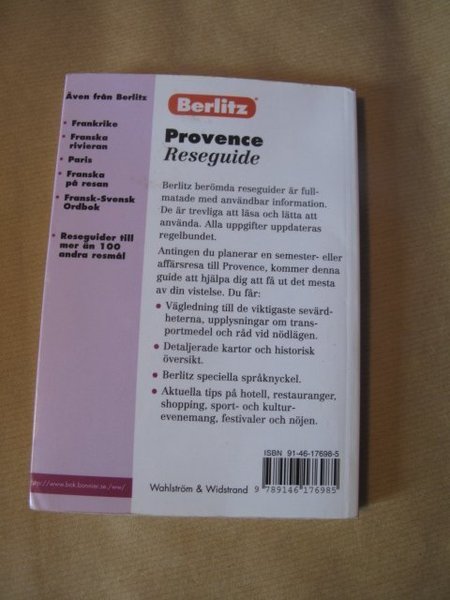 Även från Berlitz
• Frankrike
• Franska
rivieran
• Paris
• Franska
på resan
• Fransk-Svensk
Ordbok
• Reseguider till
mer än 100
andra resmål
http://www.bok.bonnier.se/ww/
Berlitz®
Provence
Reseguide
Berlitz berömda reseguider är full-
matade med användbar information.
De är trevliga att läsa och lätta att
använda. Alla uppgifter uppdateras
regelbundet.
Antingen du planerar en semester- eller
affärsresa till Provence, kommer denna
guide att hjälpa dig att få ut det mesta
av din vistelse. Du får:
• Vägledning till de viktigaste sevärd-
heterna, upplysningar om trans-
portmedel och råd vid nödlägen.
• Detaljerade kartor och historisk
översikt.
• Berlitz speciella språknyckel.
• Aktuella tips på hotell, restauranger,
shopping, sport- och kultur-
evenemang, festivaler och nöjen.
ISBN 91-46-17698-5
Wahlström & Widstrand
9 789146 176985